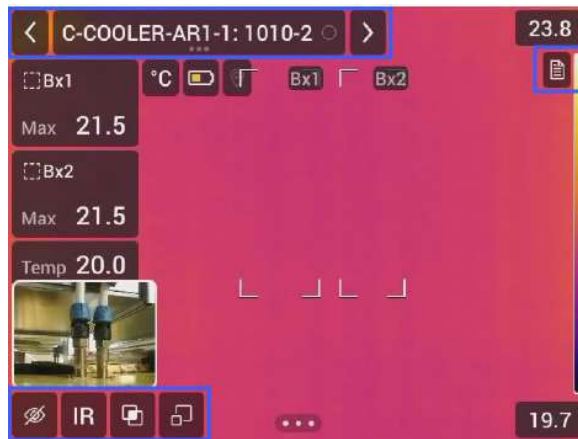 C-COOLER-AR1-1: 1010-2
23.8
Bx1
°C
Bx1
Bx2
Max 21.5
Bx2
Max 21.5
Temp 20.0
IR
19.7